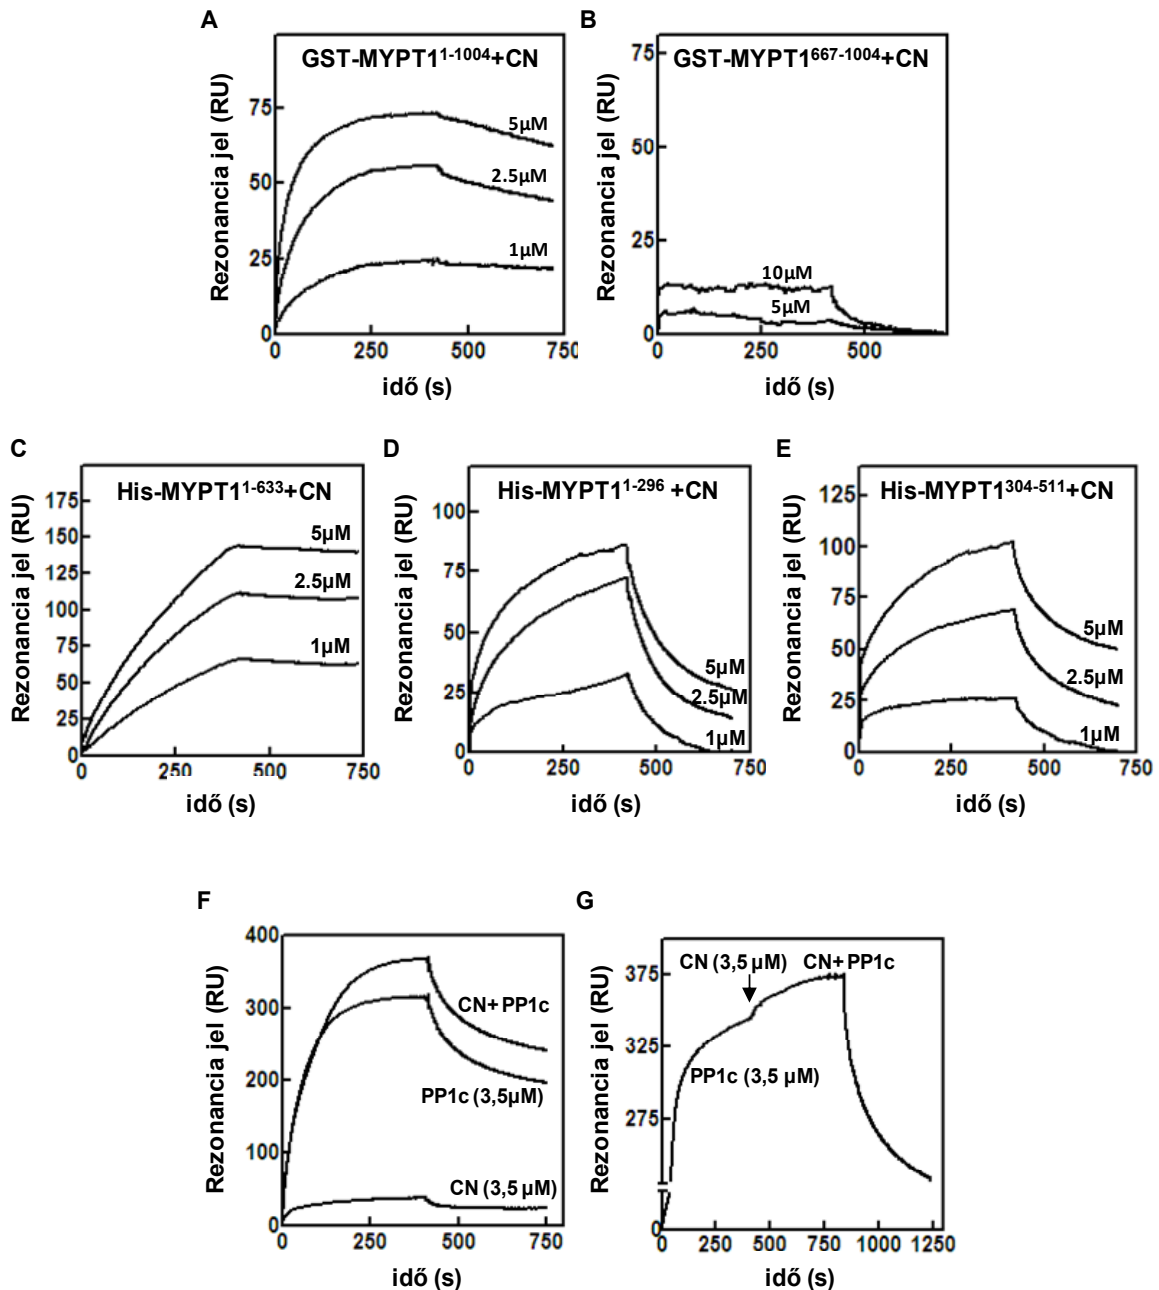 A
GST-MYPT1¹⁻¹⁰⁰⁴+CN
Rezonancia jel (RU)
75
50
25
0
5µM
2.5µM
1µM
0 250 500 750
idő (s)
B
GST-MYPT1⁶⁶⁷⁻¹⁰⁰⁴+CN
Rezonancia jel (RU)
75
50
25
0
10µM
5µM
0 250 500
idő (s)
C
His-MYPT1¹⁻⁶³³+CN
Rezonancia jel (RU)
175
150
125
100
75
50
25
0
5µM
2.5µM
1µM
0 250 500 750
idő (s)
D
His-MYPT1¹⁻²⁹⁶ +CN
Rezonancia jel (RU)
100
75
50
25
0
5µM
2.5µM
1µM
0 250 500 750
idő (s)
E
His-MYPT1³⁰⁴⁻⁵¹¹+CN
Rezonancia jel (RU)
125
100
75
50
25
0
5µM
2.5µM
1µM
0 250 500 750
idő (s)
F
Rezonancia jel (RU)
400
300
200
100
0
CN+ PP1c
PP1c (3,5µM)
CN (3,5 µM)
0 250 500 750
idő (s)
G
Rezonancia jel (RU)
375
325
275
0
CN (3,5 µM)
CN+ PP1c
PP1c (3,5 µM)
0 250 500 750 1000 1250
idő (s)